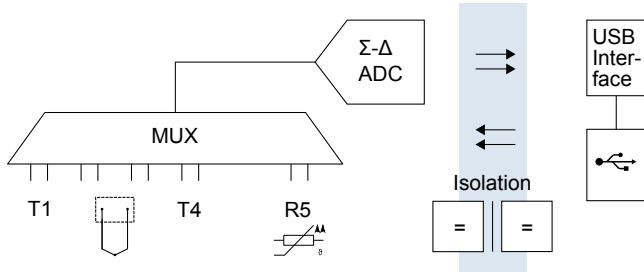 Σ-Δ
ADC
USB
Inter-
face
MUX
Isolation
T1
T4
R5
=
=
ϑ